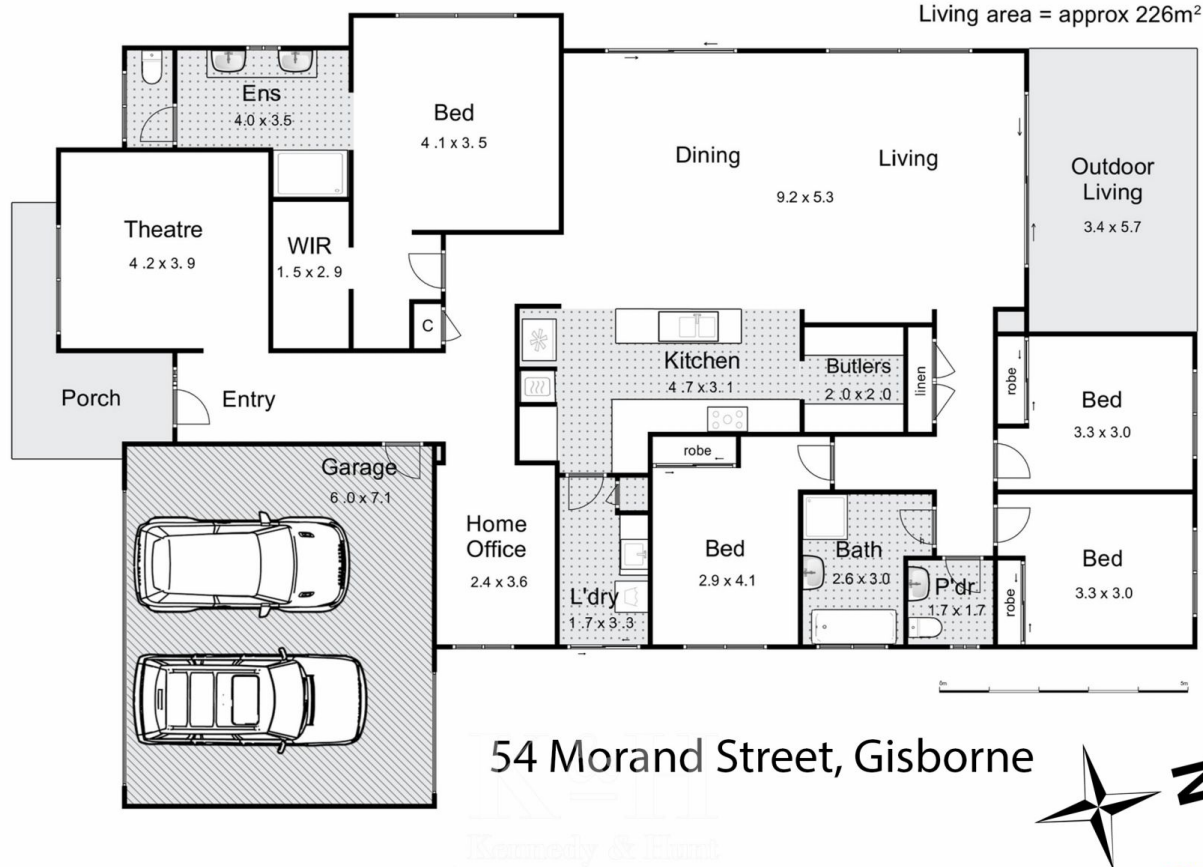 Living area = approx 226m²
Ens
4.0 x 3.5
Bed
4.1 x 3.5
Dining
Living
9.2 x 5.3
Outdoor
Living
3.4 x 5.7
Theatre
4.2 x 3.9
WIR
1.5 x 2.9
C
Kitchen
4.7 x 3.1
Butlers
2.0 x 2.0
linen
robe
Bed
3.3 x 3.0
Porch
Entry
Garage
6.0 x 7.1
robe
Home
Office
2.4 x 3.6
L'dry
1.7 x 3.3
Bed
2.9 x 4.1
Bath
2.6 x 3.0
P'dr
1.7 x 1.7
robe
Bed
3.3 x 3.0
0m
5m
54 Morand Street, Gisborne
N
K&H
Kennedy & Hunt